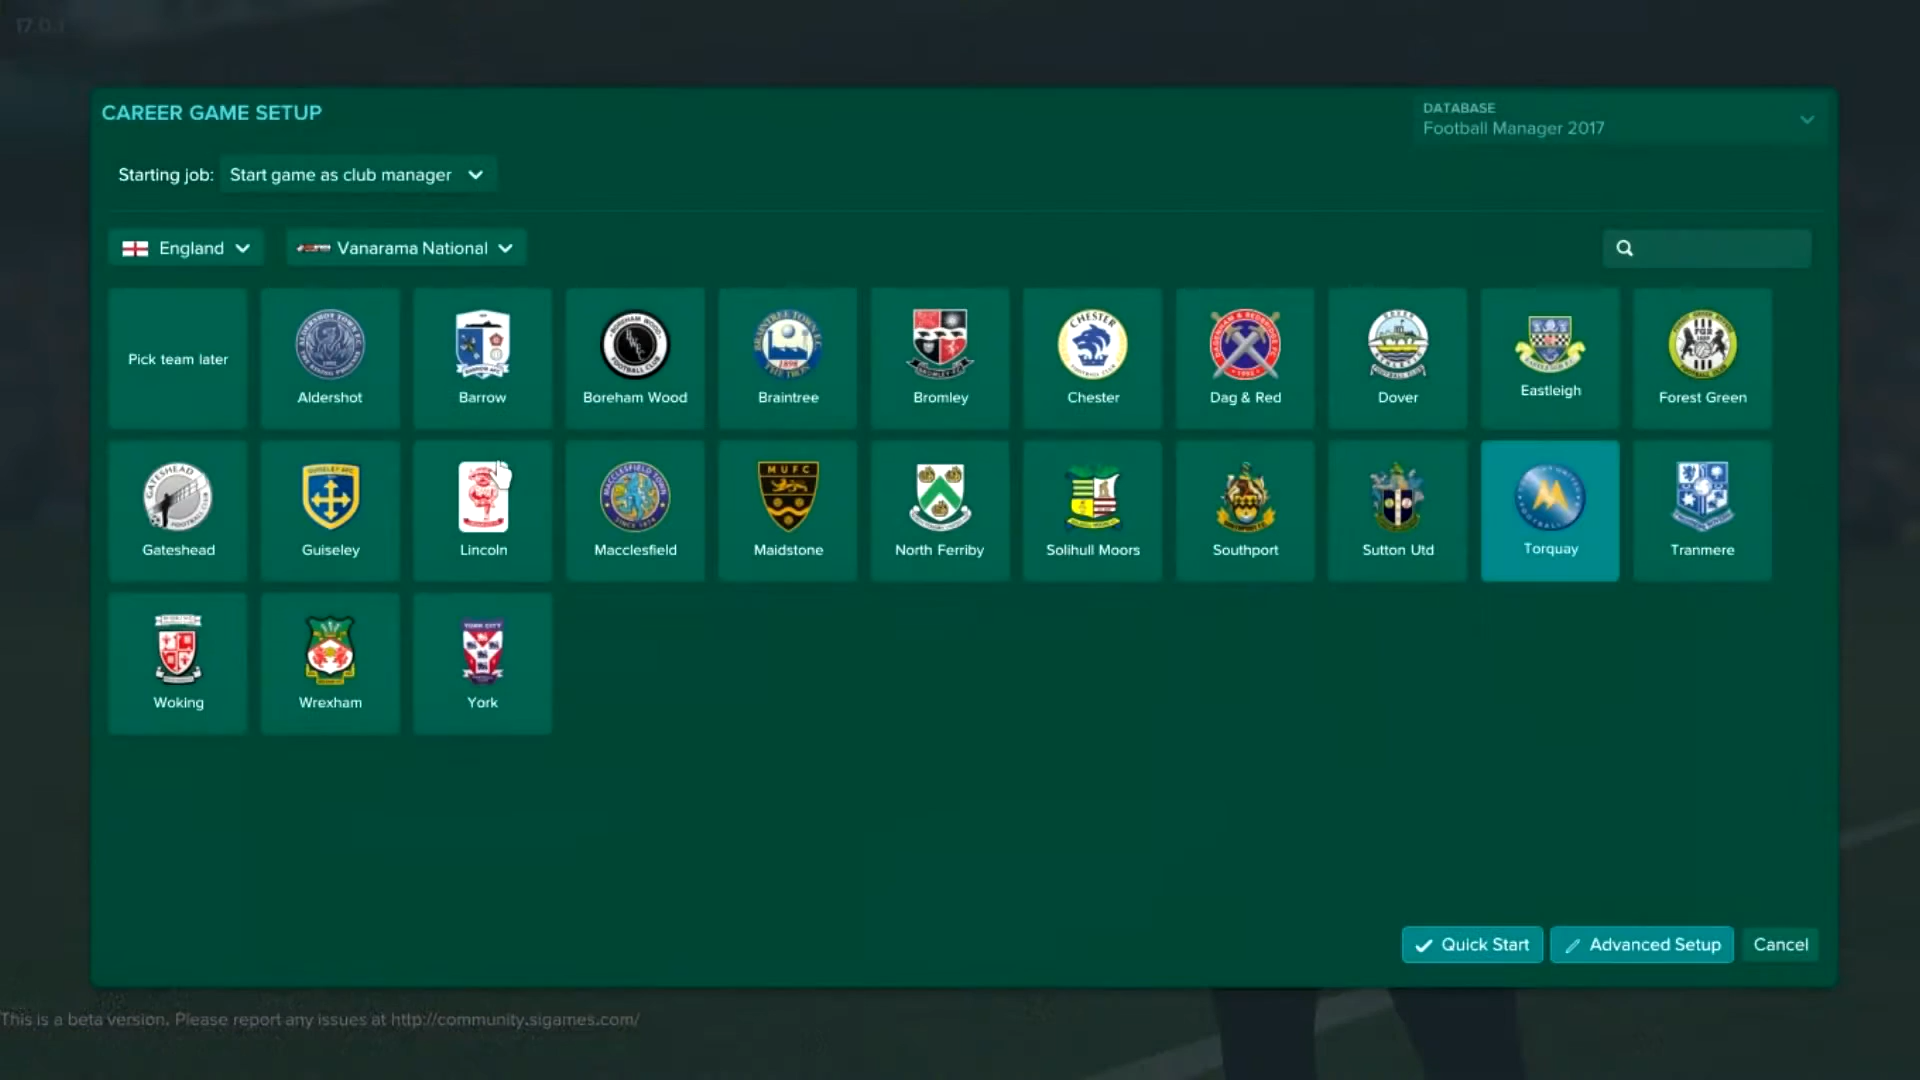 17.0.1
CAREER GAME SETUP
DATABASE
Football Manager 2017
Starting job: Start game as club manager
England
Vanarama National
Pick team later
Aldershot
Barrow
Boreham Wood
Braintree
Bromley
Chester
Dag & Red
Dover
Eastleigh
Forest Green
Gateshead
Guiseley
Lincoln
Macclesfield
Maidstone
North Ferriby
Solihull Moors
Southport
Sutton Utd
Torquay
Tranmere
Woking
Wrexham
York
Quick Start
Advanced Setup
Cancel
This is a beta version. Please report any issues at http://community.sigames.com/